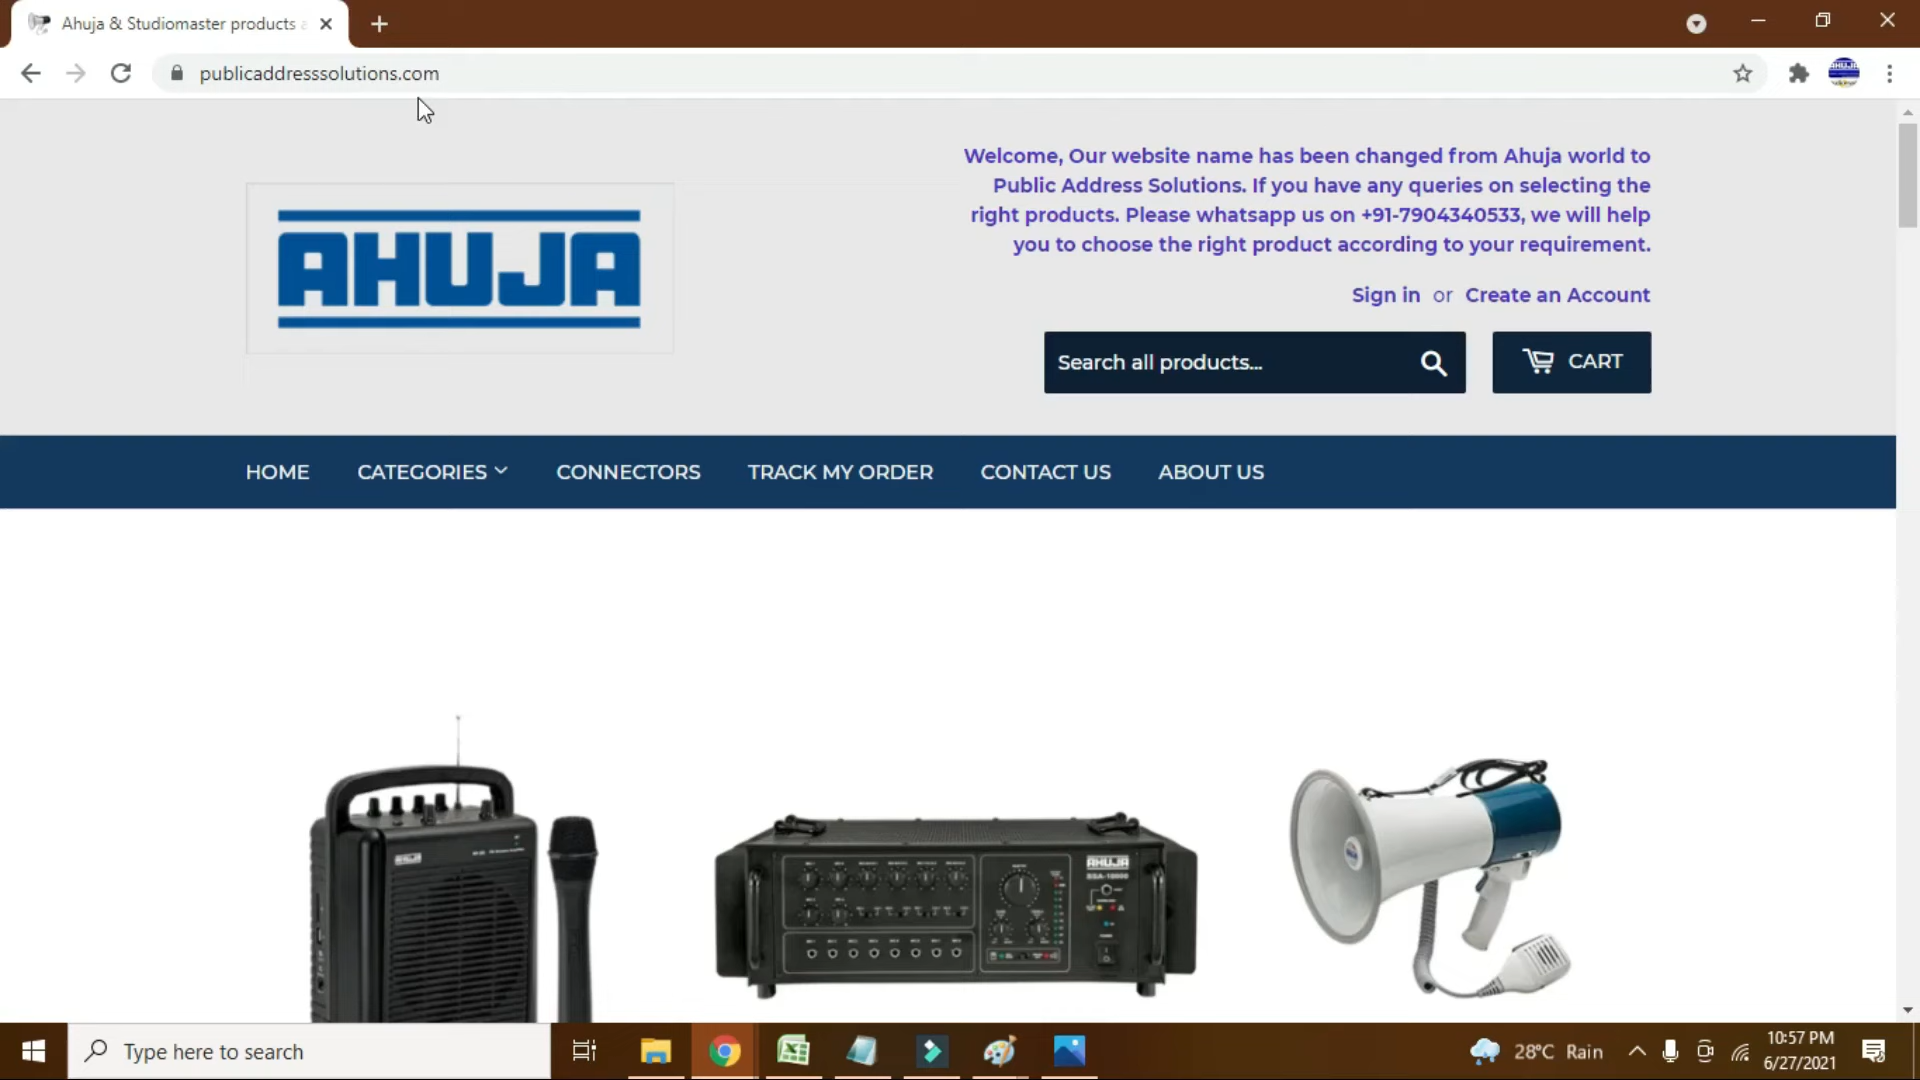 Ahuja & Studiomaster products a
publicaddresssolutions.com
AHUJA
Welcome, Our website name has been changed from Ahuja world to
Public Address Solutions. If you have any queries on selecting the
right products. Please whatsapp us on +91-7904340533, we will help
you to choose the right product according to your requirement.
Sign in or Create an Account
Search all products...
CART
HOME CATEGORIES CONNECTORS TRACK MY ORDER CONTACT US ABOUT US
AHUJA
AHUJA
SSA-10000
Type here to search
28°C Rain
10:57 PM
6/27/2021